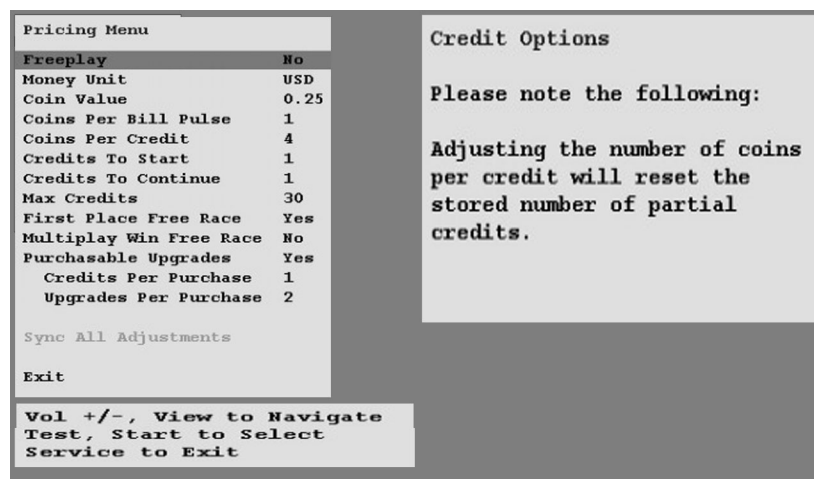 Pricing Menu
Freeplay No
Money Unit USD
Coin Value 0.25
Coins Per Bill Pulse 1
Coins Per Credit 4
Credits To Start 1
Credits To Continue 1
Max Credits 30
First Place Free Race Yes
Multiplay Win Free Race No
Purchasable Upgrades Yes
Credits Per Purchase 1
Upgrades Per Purchase 2
Sync All Adjustments
Exit
Vol +/-, View to Navigate
Test, Start to Select
Service to Exit
Credit Options
Please note the following:
Adjusting the number of coins
per credit will reset the
stored number of partial
credits.